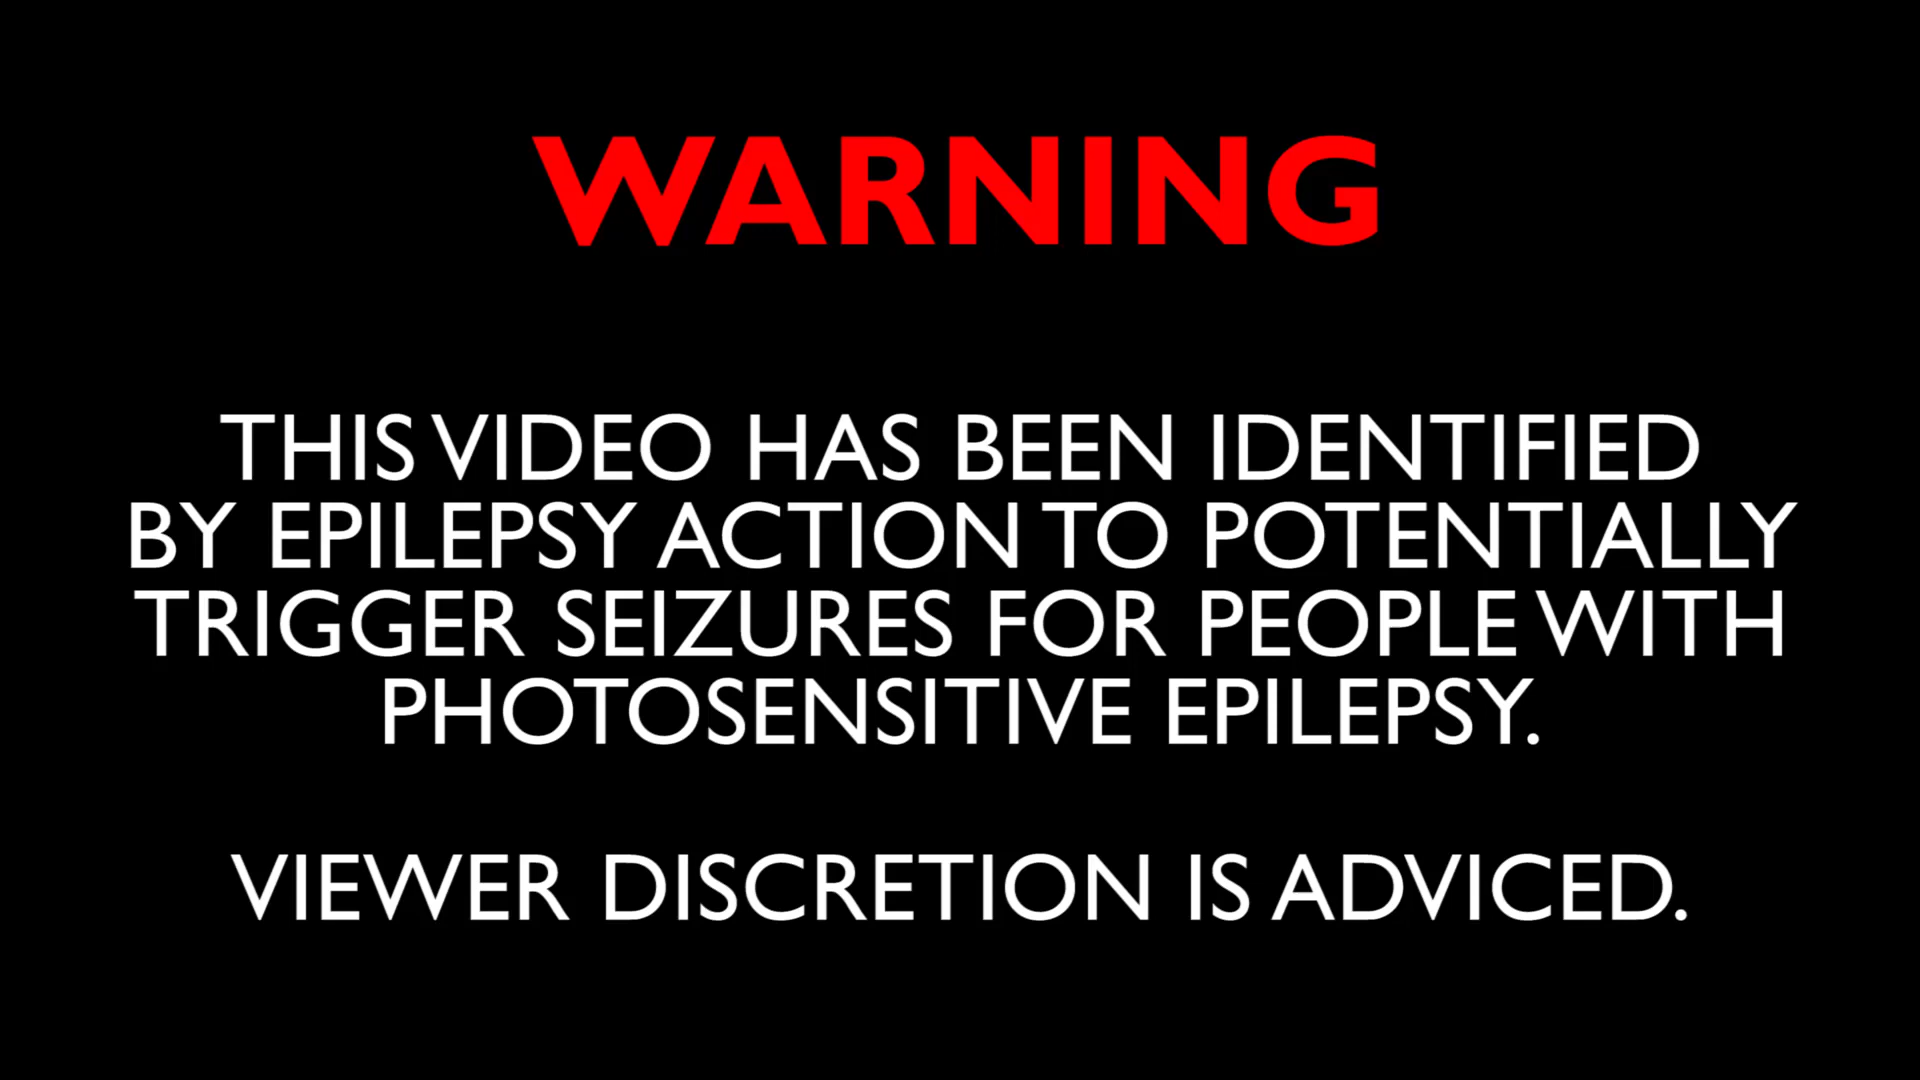 WARNING
THIS VIDEO HAS BEEN IDENTIFIED
BY EPILEPSY ACTION TO POTENTIALLY
TRIGGER SEIZURES FOR PEOPLE WITH
PHOTOSENSITIVE EPILEPSY.
VIEWER DISCRETION IS ADVICED.